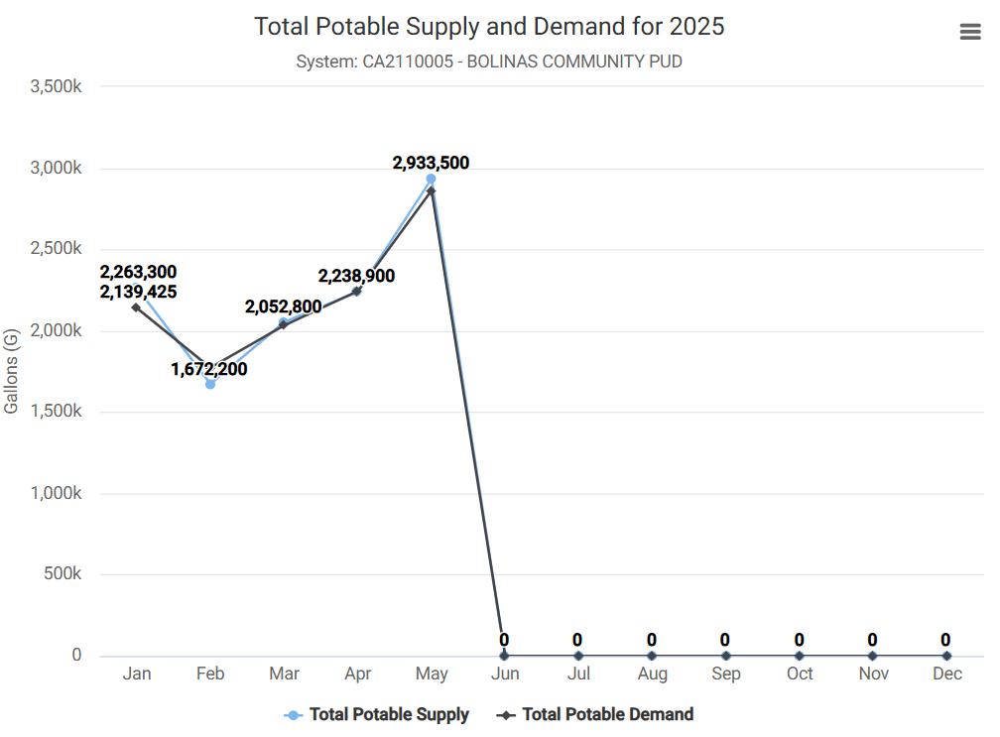 Total Potable Supply and Demand for 2025
System: CA2110005 - BOLINAS COMMUNITY PUD
Gallons (G)
3,500k
3,000k
2,500k
2,000k
1,500k
1,000k
500k
0
2,933,500
2,263,300
2,139,425
2,238,900
2,052,800
1,672,200
0 0 0 0 0 0 0
Jan Feb Mar Apr May Jun Jul Aug Sep Oct Nov Dec
Total Potable Supply Total Potable Demand